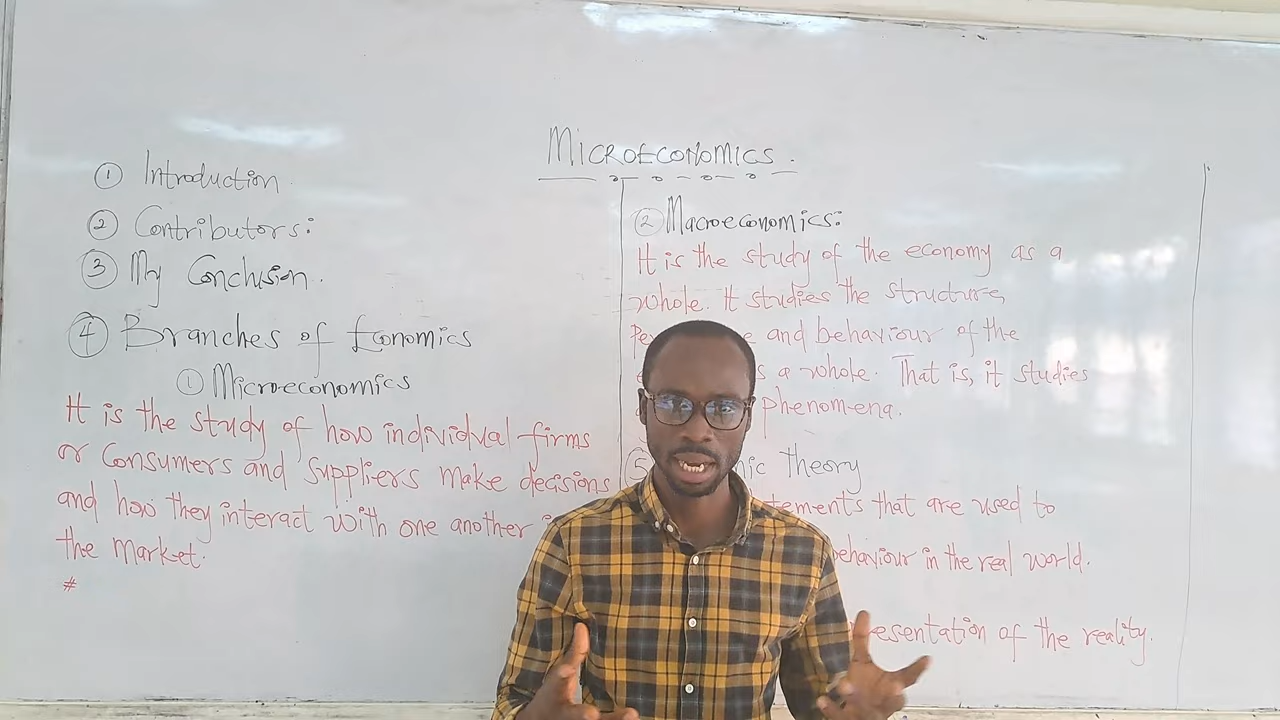 MICROECONOMICS.
① Introduction.
② Contributors:
③ My Conclusion.
④ Branches of Economics
① Microeconomics
It is the study of how individual firms
or Consumers and Suppliers make decisions
and how they interact with one another
the market.
#
② Macroeconomics:
It is the study of the economy as a
whole. It studies the structure,
and behaviour of the
a whole. That is, it studies
phenomena.
⑤ Theory
that are used to
behaviour in the real world.
of the reality.